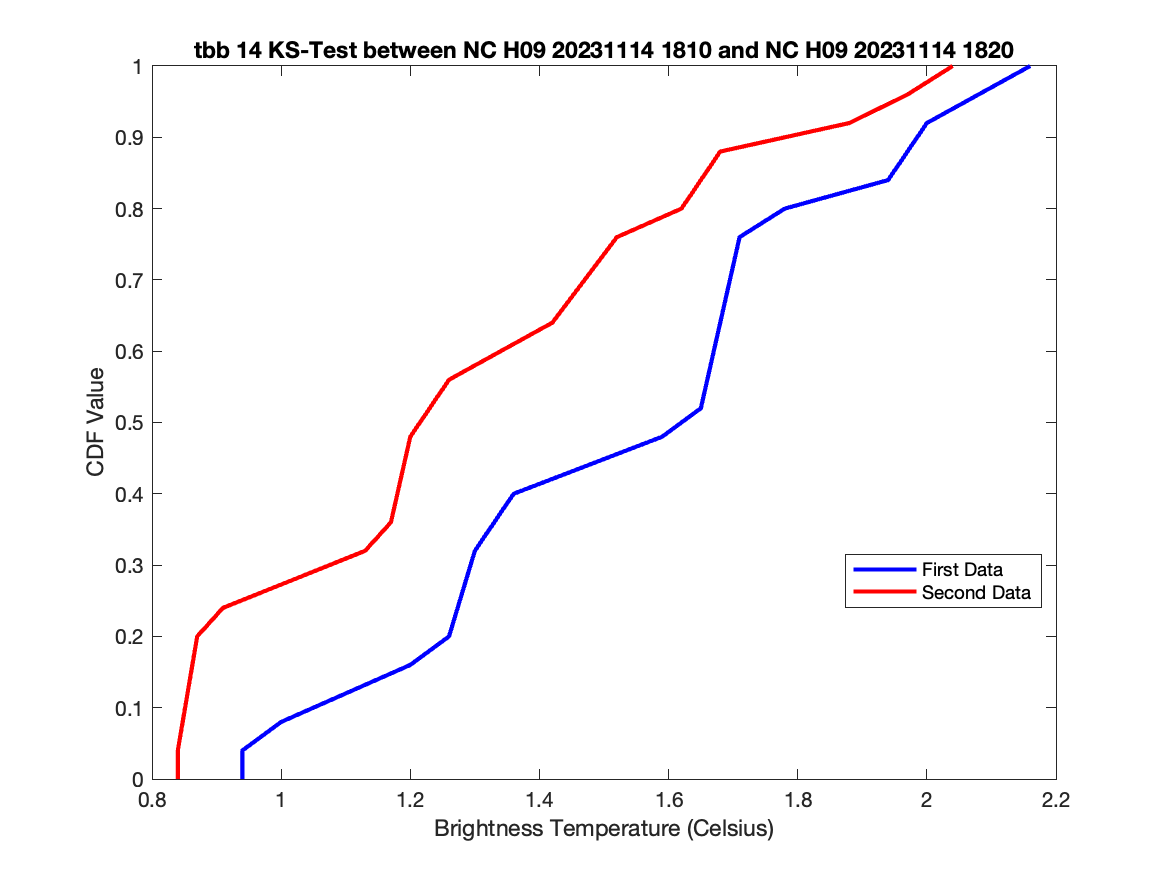 tbb 14 KS-Test between NC H09 20231114 1810 and NC H09 20231114 1820
1
0.9
0.8
0.7
0.6
0.5
0.4
0.3
0.2
0.1
0
CDF Value
First Data
Second Data
0.8 1 1.2 1.4 1.6 1.8 2 2.2
Brightness Temperature (Celsius)